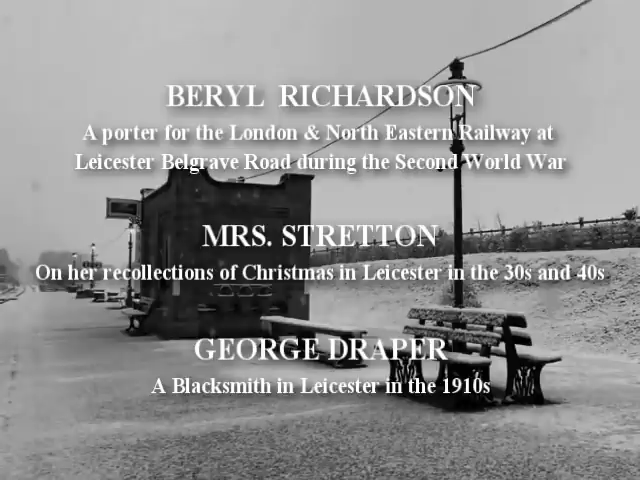 BERYL RICHARDSON
A porter for the London & North Eastern Railway at
Leicester Belgrave Road during the Second World War
MRS. STRETTON
On her recollections of Christmas in Leicester in the 30s and 40s
GEORGE DRAPER
A Blacksmith in Leicester in the 1910s